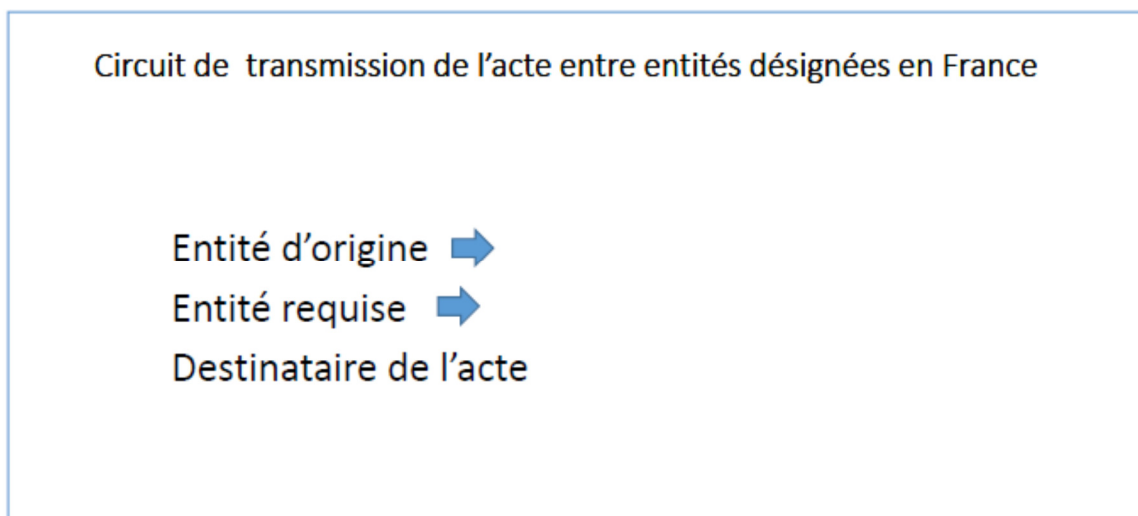 Circuit de  transmission de l’acte entre entités désignées en France
Entité d’origine
Entité requise
Destinataire de l’acte